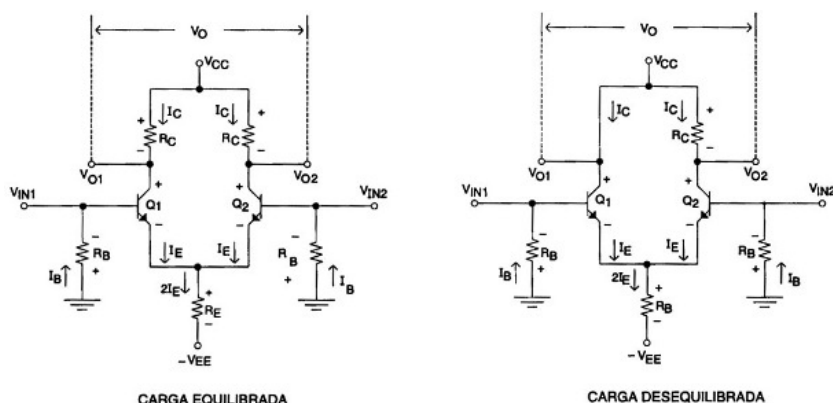 VO
VCC
IC
IC
RC
RC
VO1
VO2
VIN1
VIN2
Q1
Q2
RB
IE
IE
RB
IB
IB
2IE
RE
-VEE
CARGA EQUILIBRADA
VO
VCC
IC
IC
RC
VO1
VO2
VIN1
VIN2
Q1
Q2
RB
IE
IE
RB
IB
IB
2IE
RB
-VEE
CARGA DESEQUILIBRADA